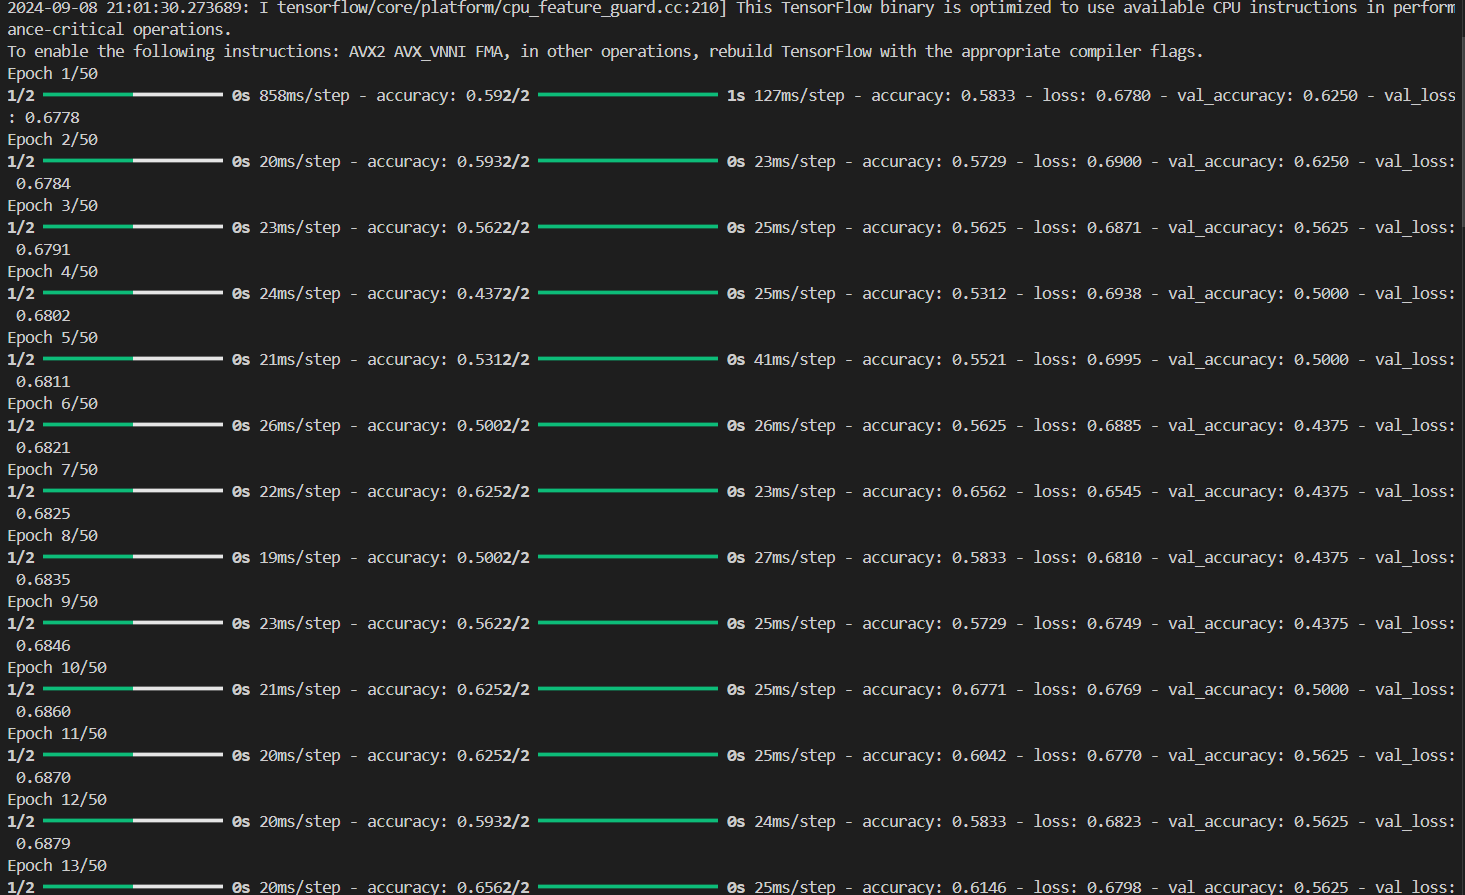 2024-09-08 21:01:30.273689: I tensorflow/core/platform/cpu_feature_guard.cc:210] This TensorFlow binary is optimized to use available CPU instructions in perform
ance-critical operations.
To enable the following instructions: AVX2 AVX_VNNI FMA, in other operations, rebuild TensorFlow with the appropriate compiler flags.
Epoch 1/50
1/2 0s 858ms/step - accuracy: 0.592/2 1s 127ms/step - accuracy: 0.5833 - loss: 0.6780 - val_accuracy: 0.6250 - val_loss
: 0.6778
Epoch 2/50
1/2 0s 20ms/step - accuracy: 0.5932/2 0s 23ms/step - accuracy: 0.5729 - loss: 0.6900 - val_accuracy: 0.6250 - val_loss:
0.6784
Epoch 3/50
1/2 0s 23ms/step - accuracy: 0.5622/2 0s 25ms/step - accuracy: 0.5625 - loss: 0.6871 - val_accuracy: 0.5625 - val_loss:
0.6791
Epoch 4/50
1/2 0s 24ms/step - accuracy: 0.4372/2 0s 25ms/step - accuracy: 0.5312 - loss: 0.6938 - val_accuracy: 0.5000 - val_loss:
0.6802
Epoch 5/50
1/2 0s 21ms/step - accuracy: 0.5312/2 0s 41ms/step - accuracy: 0.5521 - loss: 0.6995 - val_accuracy: 0.5000 - val_loss:
0.6811
Epoch 6/50
1/2 0s 26ms/step - accuracy: 0.5002/2 0s 26ms/step - accuracy: 0.5625 - loss: 0.6885 - val_accuracy: 0.4375 - val_loss:
0.6821
Epoch 7/50
1/2 0s 22ms/step - accuracy: 0.6252/2 0s 23ms/step - accuracy: 0.6562 - loss: 0.6545 - val_accuracy: 0.4375 - val_loss:
0.6825
Epoch 8/50
1/2 0s 19ms/step - accuracy: 0.5002/2 0s 27ms/step - accuracy: 0.5833 - loss: 0.6810 - val_accuracy: 0.4375 - val_loss:
0.6835
Epoch 9/50
1/2 0s 23ms/step - accuracy: 0.5622/2 0s 25ms/step - accuracy: 0.5729 - loss: 0.6749 - val_accuracy: 0.4375 - val_loss:
0.6846
Epoch 10/50
1/2 0s 21ms/step - accuracy: 0.6252/2 0s 25ms/step - accuracy: 0.6771 - loss: 0.6769 - val_accuracy: 0.5000 - val_loss:
0.6860
Epoch 11/50
1/2 0s 20ms/step - accuracy: 0.6252/2 0s 25ms/step - accuracy: 0.6042 - loss: 0.6770 - val_accuracy: 0.5625 - val_loss:
0.6870
Epoch 12/50
1/2 0s 20ms/step - accuracy: 0.5932/2 0s 24ms/step - accuracy: 0.5833 - loss: 0.6823 - val_accuracy: 0.5625 - val_loss:
0.6879
Epoch 13/50
1/2 0s 20ms/step - accuracy: 0.6562/2 0s 25ms/step - accuracy: 0.6146 - loss: 0.6798 - val_accuracy: 0.5625 - val_loss: